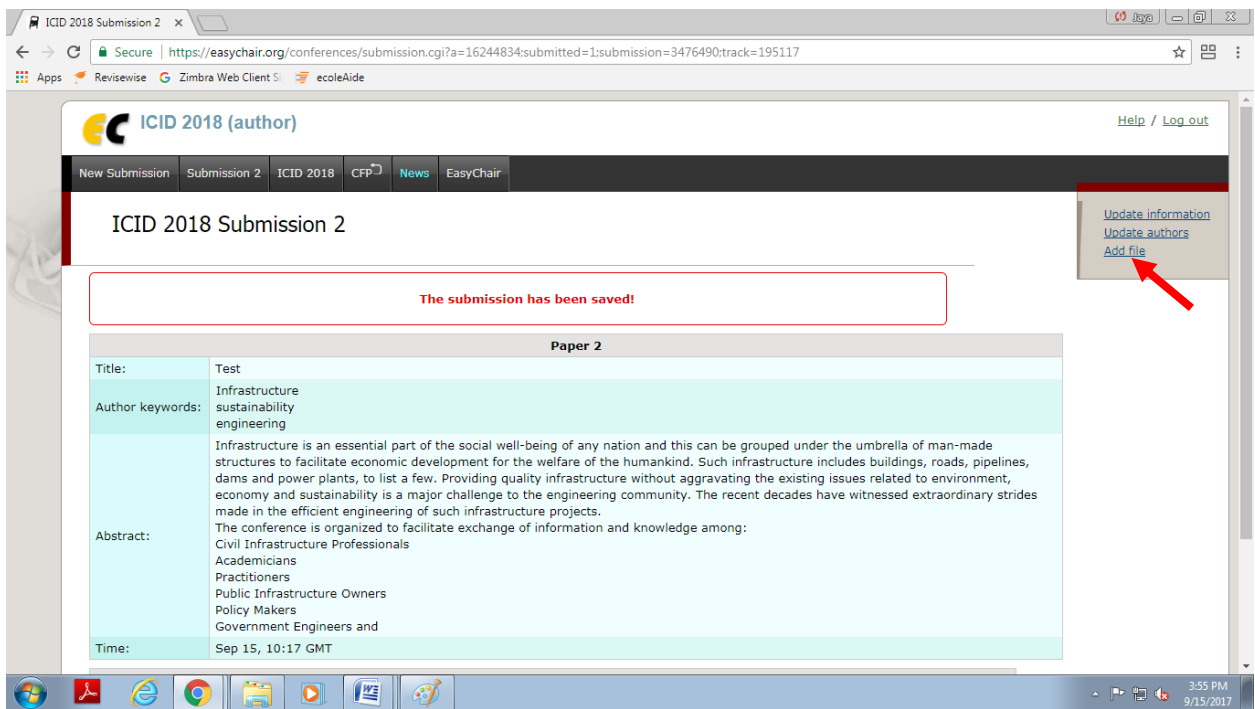 ICID 2018 Submission 2
Jaya
Secure | https://easychair.org/conferences/submission.cgi?a=16244834;submitted=1;submission=3476490;track=195117
Apps Revisewise G Zimbra Web Client Si ecoleAide
EC ICID 2018 (author)
Help / Log out
New Submission Submission 2 ICID 2018 CFP News EasyChair
ICID 2018 Submission 2
Update information
Update authors
Add file
The submission has been saved!
Paper 2
Title: Test
Author keywords: Infrastructure
sustainability
engineering
Abstract: Infrastructure is an essential part of the social well-being of any nation and this can be grouped under the umbrella of man-made
structures to facilitate economic development for the welfare of the humankind. Such infrastructure includes buildings, roads, pipelines,
dams and power plants, to list a few. Providing quality infrastructure without aggravating the existing issues related to environment,
economy and sustainability is a major challenge to the engineering community. The recent decades have witnessed extraordinary strides
made in the efficient engineering of such infrastructure projects.
The conference is organized to facilitate exchange of information and knowledge among:
Civil Infrastructure Professionals
Academicians
Practitioners
Public Infrastructure Owners
Policy Makers
Government Engineers and
Time: Sep 15, 10:17 GMT
3:55 PM
9/15/2017